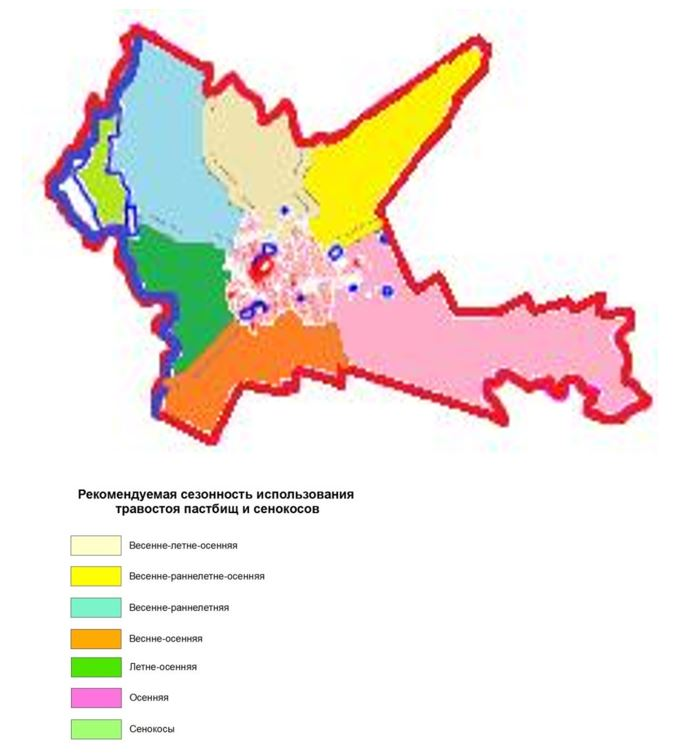 Рекомендуемая сезонность использования
травостоя пастбищ и сенокосов
Весенне-летне-осенняя
Весенне-раннелетне-осенняя
Весенне-раннелетняя
Веснне-осенняя
Летне-осенняя
Осенняя
Сенокосы